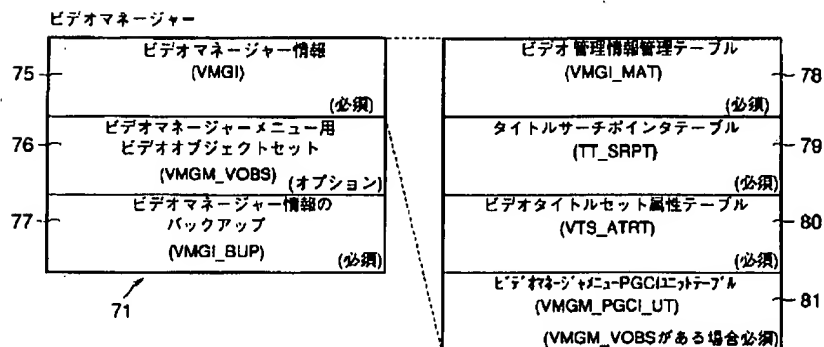 ビデオマネージャー
75
ビデオマネージャー情報
(VMGI)
(必須)
76
ビデオマネージャーメニュー用
ビデオオブジェクトセット
(VMGM_VOBS)
(オプション)
77
ビデオマネージャー情報の
バックアップ
(VMGI_BUP)
(必須)
71
ビデオ管理情報管理テーブル
(VMGI_MAT)
(必須)
78
タイトルサーチポインタテーブル
(TT_SRPT)
(必須)
79
ビデオタイトルセット属性テーブル
(VTS_ATRT)
(必須)
80
ビデオマネージャメニューPGCIユニットテーブル
(VMGM_PGCI_UT)
(VMGM_VOBSがある場合必須)
81